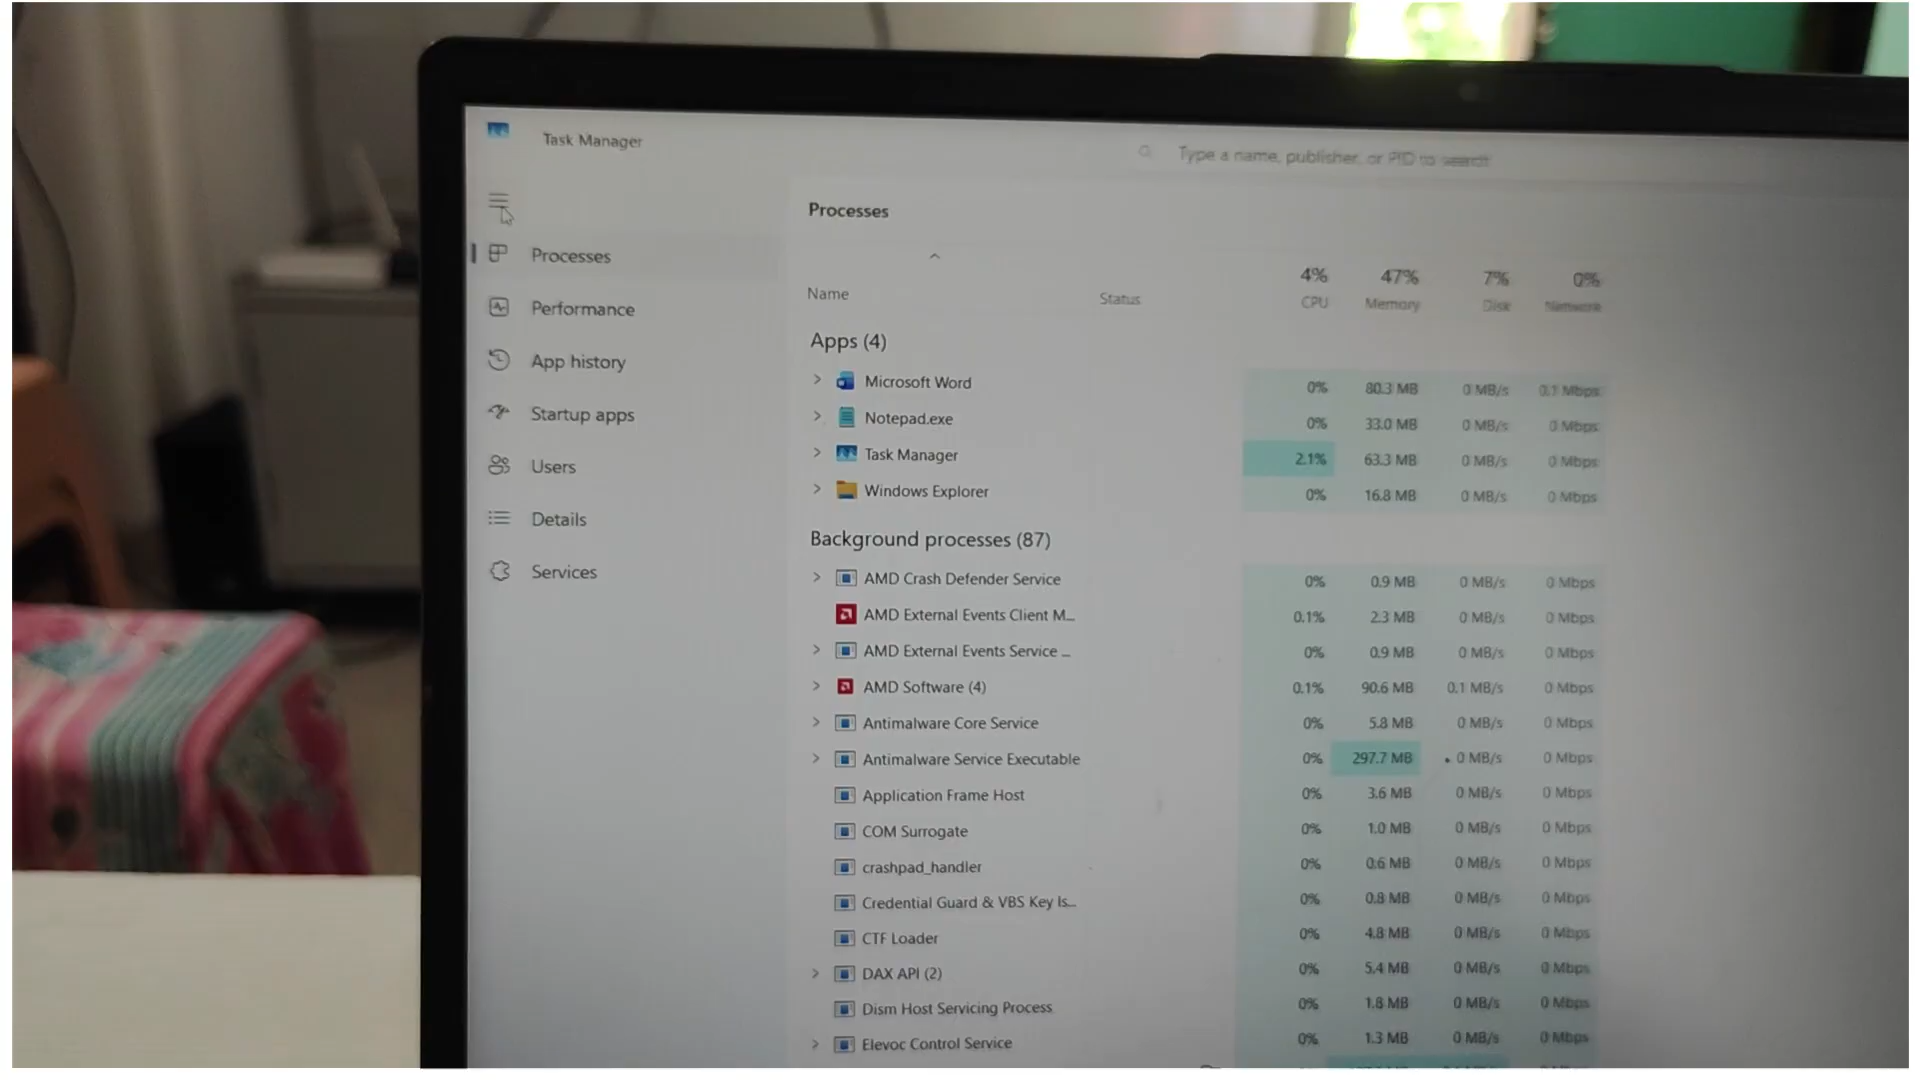 Task Manager
Type a name, publisher, or PID to search
Processes
Processes
Performance
App history
Startup apps
Users
Details
Services
4% 47% 7% 0%
Name Status CPU Memory Disk Network
Apps (4)
Microsoft Word 0% 80.3 MB 0 MB/s 0.1 Mbps
Notepad.exe 0% 33.0 MB 0 MB/s 0 Mbps
Task Manager 2.1% 63.3 MB 0 MB/s 0 Mbps
Windows Explorer 0% 16.8 MB 0 MB/s 0 Mbps
Background processes (87)
AMD Crash Defender Service 0% 0.9 MB 0 MB/s 0 Mbps
AMD External Events Client M... 0.1% 2.3 MB 0 MB/s 0 Mbps
AMD External Events Service ... 0% 0.9 MB 0 MB/s 0 Mbps
AMD Software (4) 0.1% 90.6 MB 0.1 MB/s 0 Mbps
Antimalware Core Service 0% 5.8 MB 0 MB/s 0 Mbps
Antimalware Service Executable 0% 297.7 MB 0 MB/s 0 Mbps
Application Frame Host 0% 3.6 MB 0 MB/s 0 Mbps
COM Surrogate 0% 1.0 MB 0 MB/s 0 Mbps
crashpad_handler 0% 0.6 MB 0 MB/s 0 Mbps
Credential Guard & VBS Key Is... 0% 0.8 MB 0 MB/s 0 Mbps
CTF Loader 0% 4.8 MB 0 MB/s 0 Mbps
DAX API (2) 0% 5.4 MB 0 MB/s 0 Mbps
Dism Host Servicing Process 0% 1.8 MB 0 MB/s 0 Mbps
Elevoc Control Service 0% 1.3 MB 0 MB/s 0 Mbps